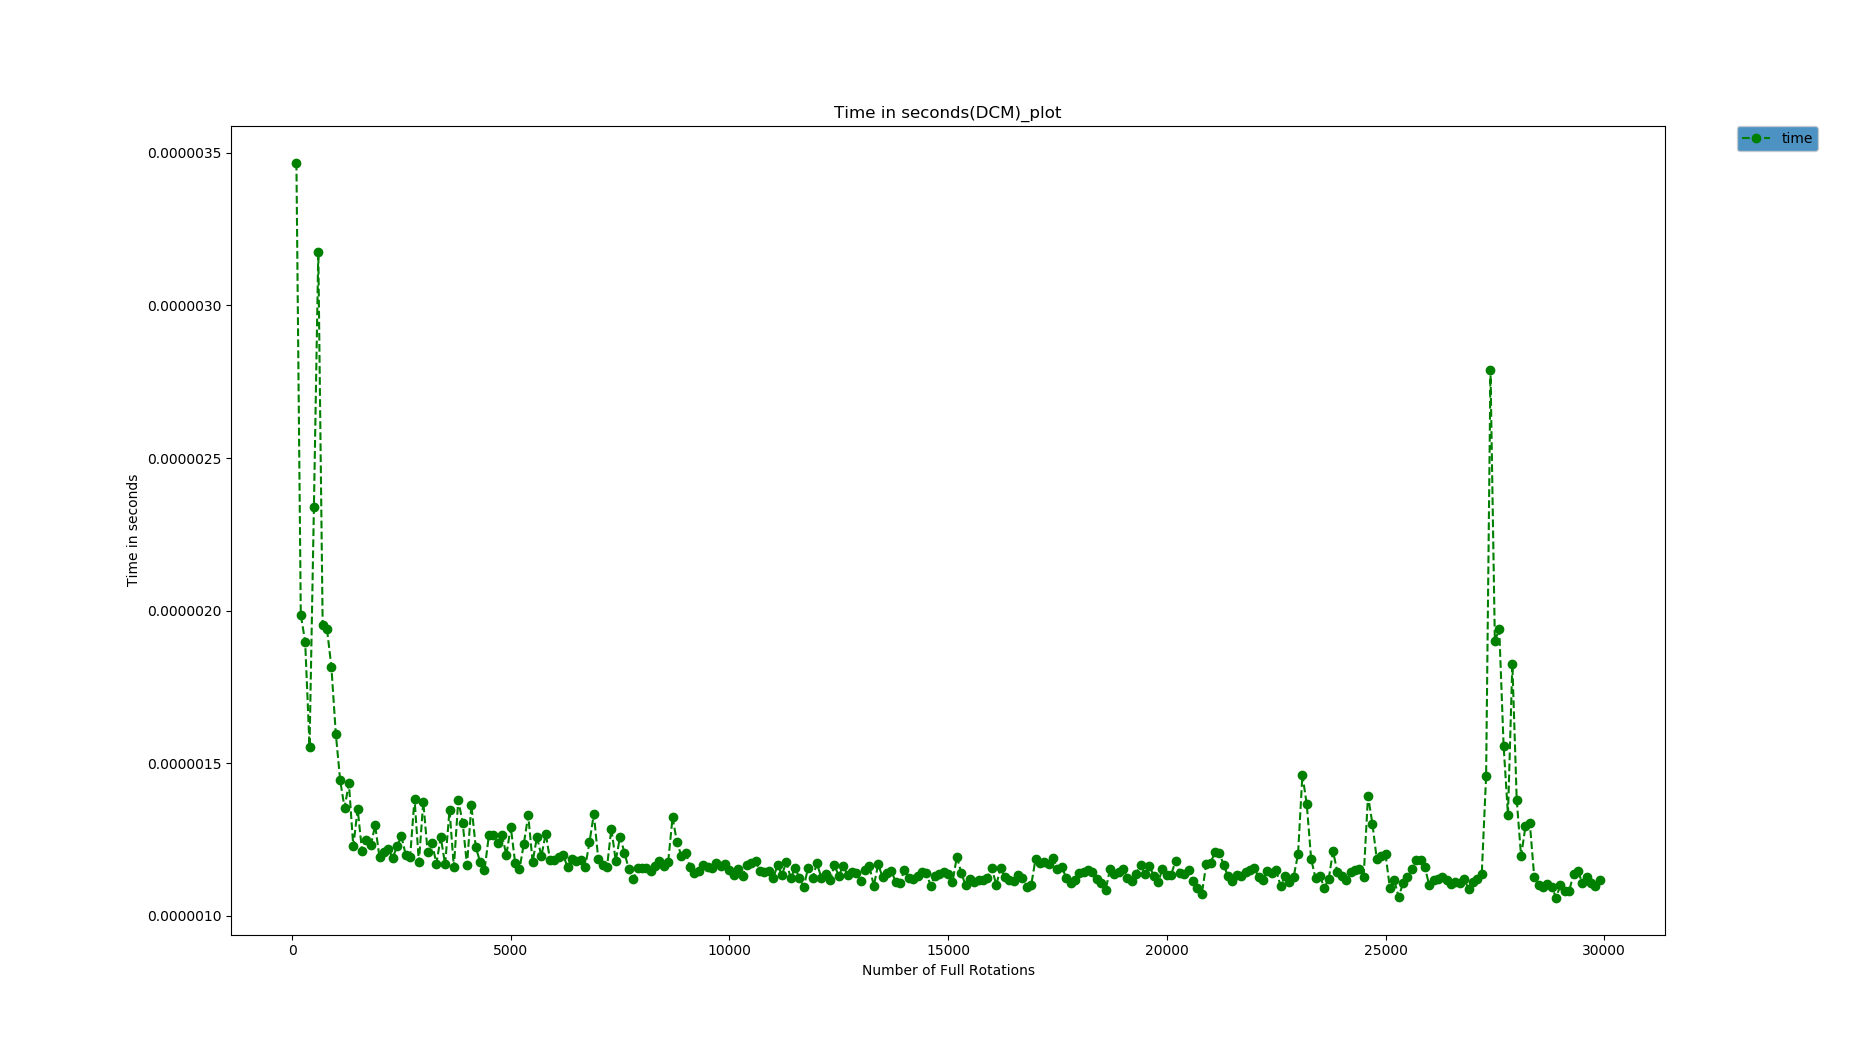 Time in seconds(DCM)_plot
time
0.0000035
0.0000030
0.0000025
0.0000020
0.0000015
0.0000010
Time in seconds
0 5000 10000 15000 20000 25000 30000
Number of Full Rotations